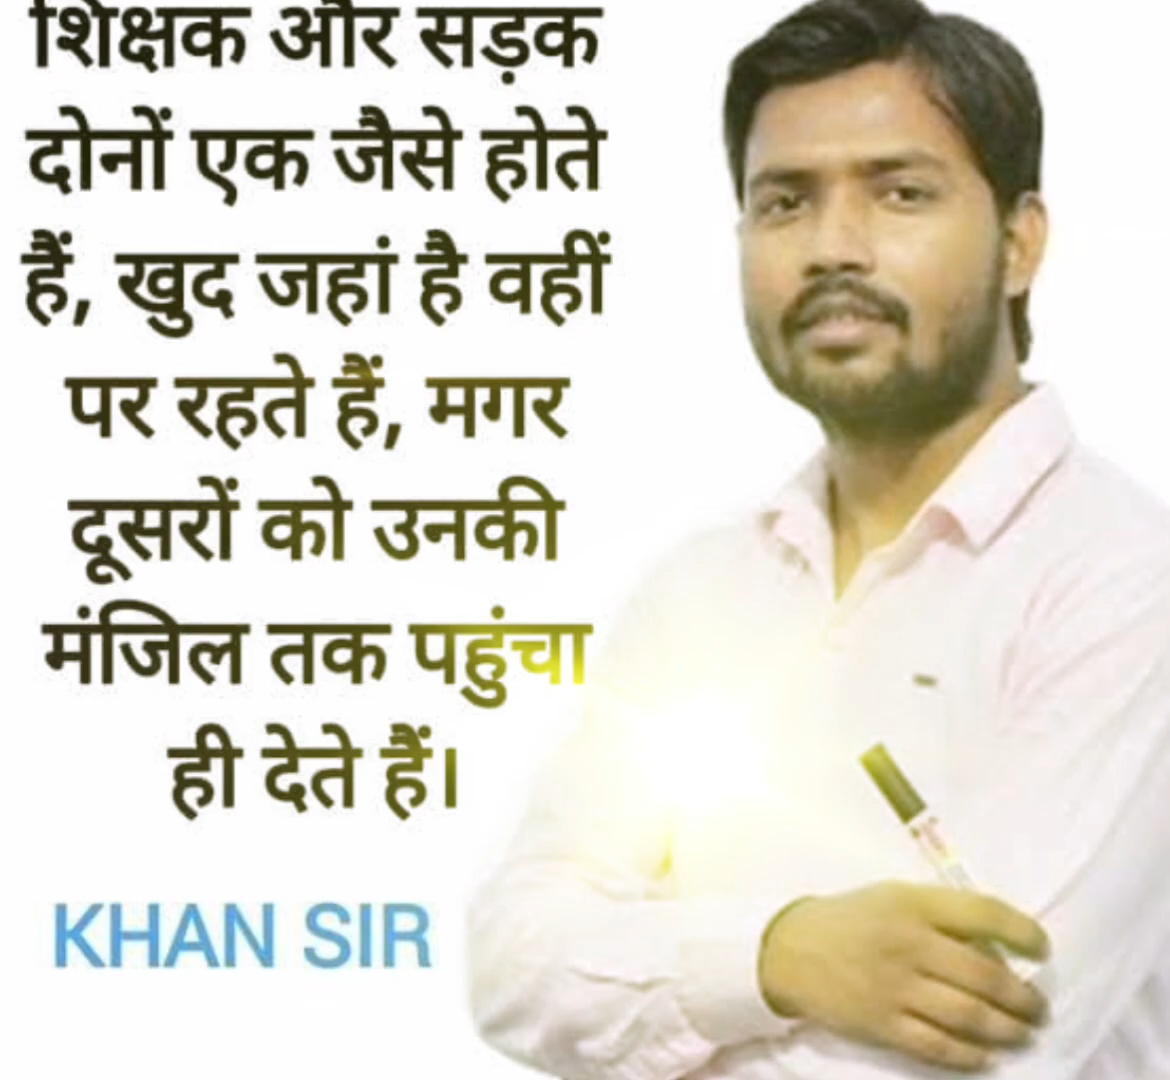 शिक्षक और सड़क
दोनों एक जैसे होते
हैं, खुद जहां है वहीं
पर रहते हैं, मगर
दूसरों को उनकी
मंजिल तक पहुंचा
ही देते हैं।
KHAN SIR